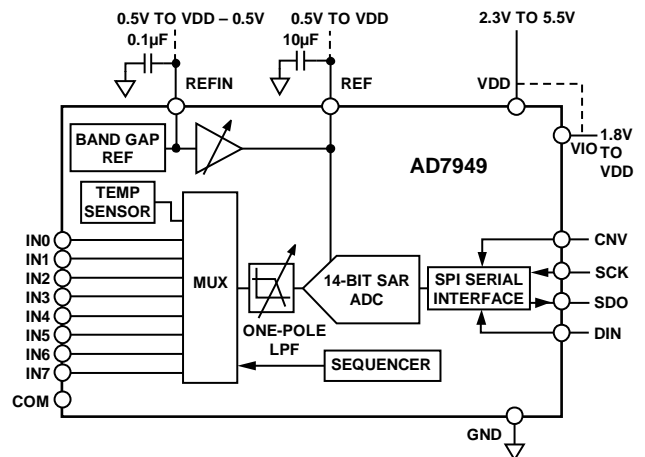 0.5V TO VDD – 0.5V
0.1µF
0.5V TO VDD
10µF
2.3V TO 5.5V
REFIN
REF
VDD
BAND GAP
REF
AD7949
VIO
1.8V
TO
VDD
TEMP
SENSOR
IN0
IN1
IN2
IN3
IN4
IN5
IN6
IN7
COM
MUX
ONE-POLE
LPF
14-BIT SAR
ADC
SPI SERIAL
INTERFACE
CNV
SCK
SDO
DIN
SEQUENCER
GND